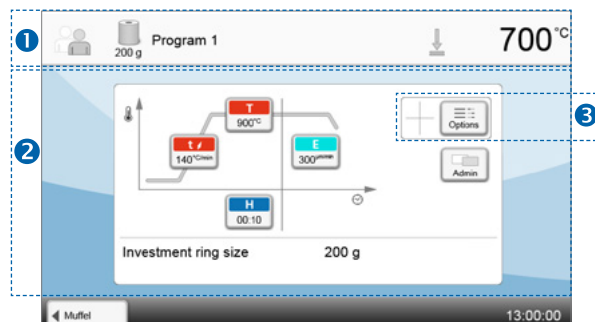 1
200 g
Program 1
700°C
2
3
T
900°C
Options
t
140°C/min
E
300µm/min
Admin
H
00:10
Investment ring size 200 g
Muffel
13:00:00